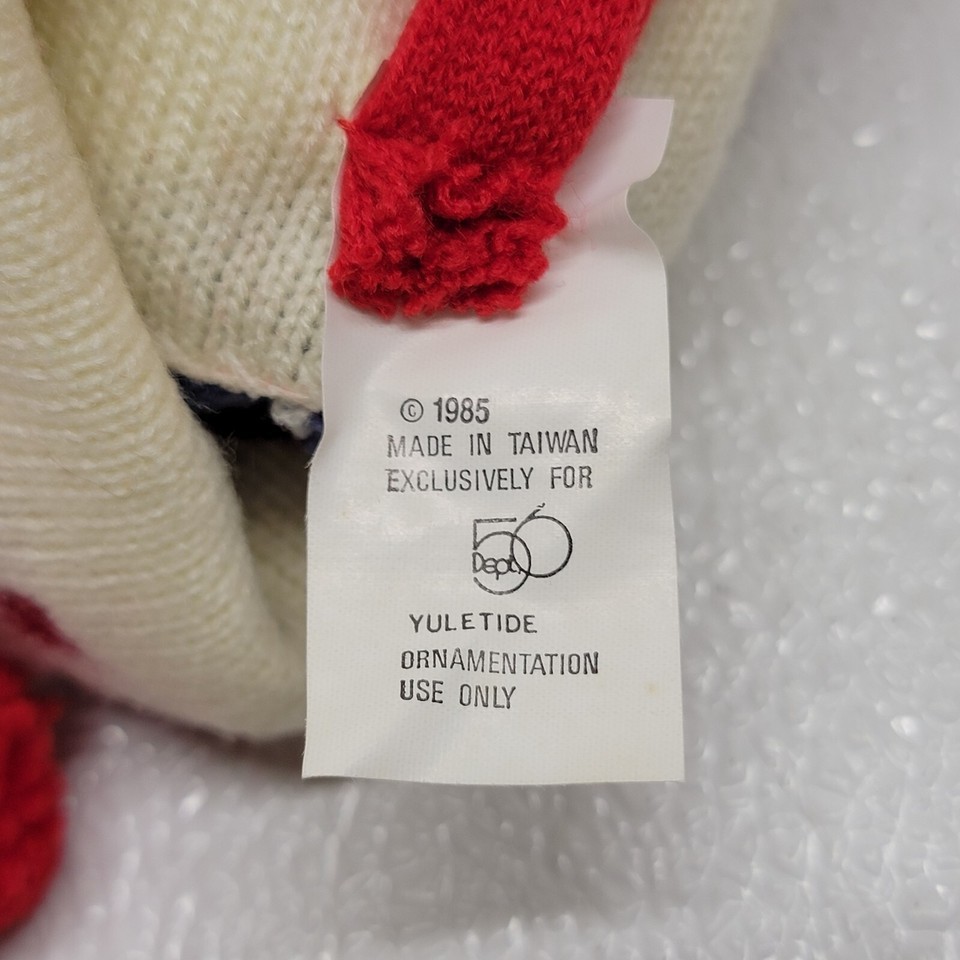 © 1985
MADE IN TAIWAN
EXCLUSIVELY FOR
Dept. 56
YULETIDE
ORNAMENTATION
USE ONLY